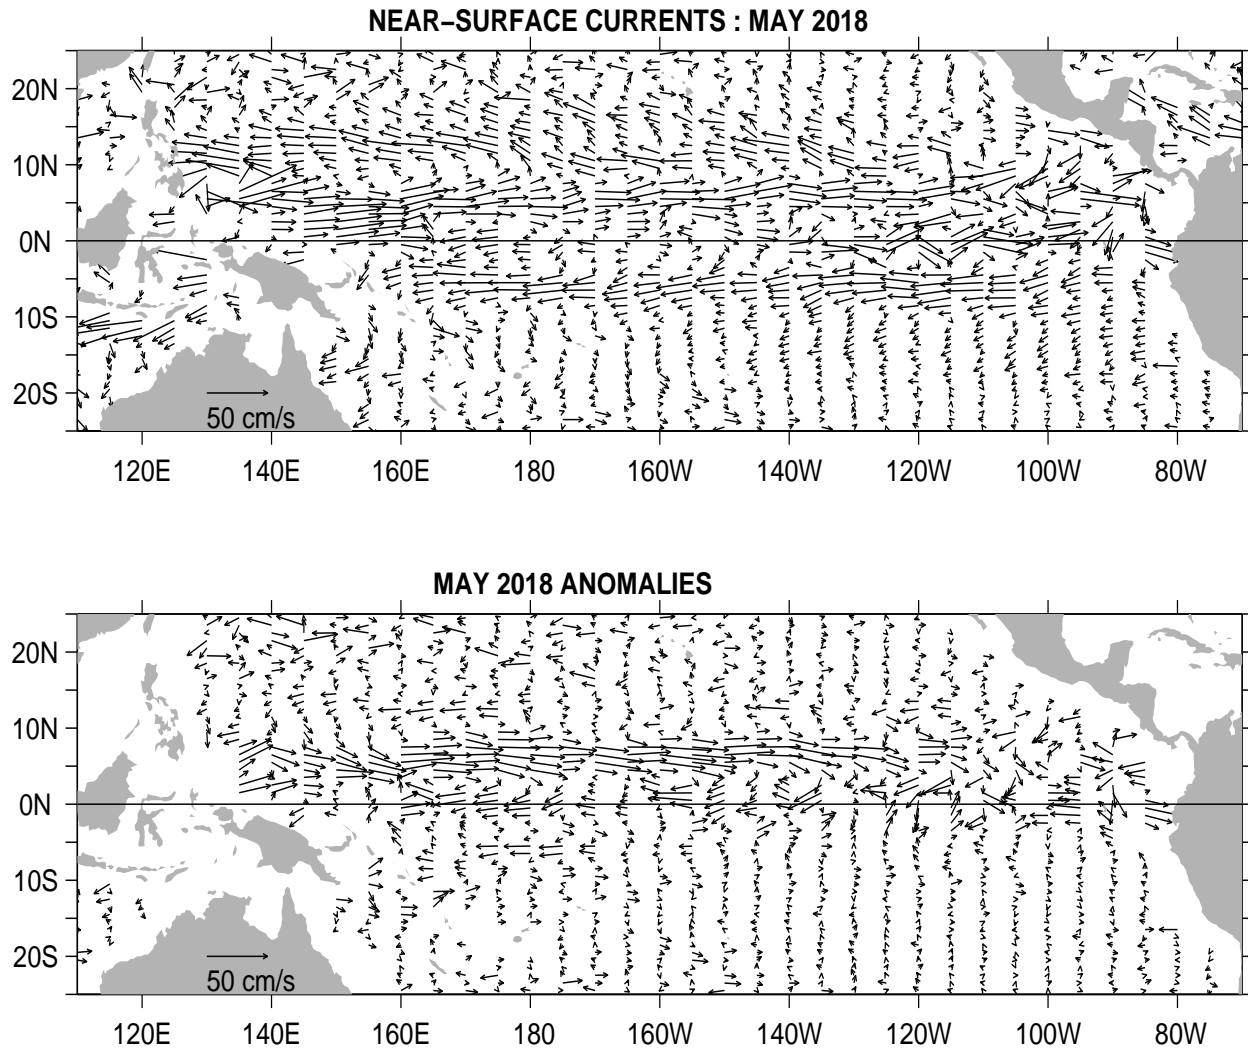 NEAR–SURFACE CURRENTS : MAY 2018
20N
10N
0N
10S
20S
50 cm/s
120E 140E 160E 180 160W 140W 120W 100W 80W
MAY 2018 ANOMALIES
20N
10N
0N
10S
20S
50 cm/s
120E 140E 160E 180 160W 140W 120W 100W 80W